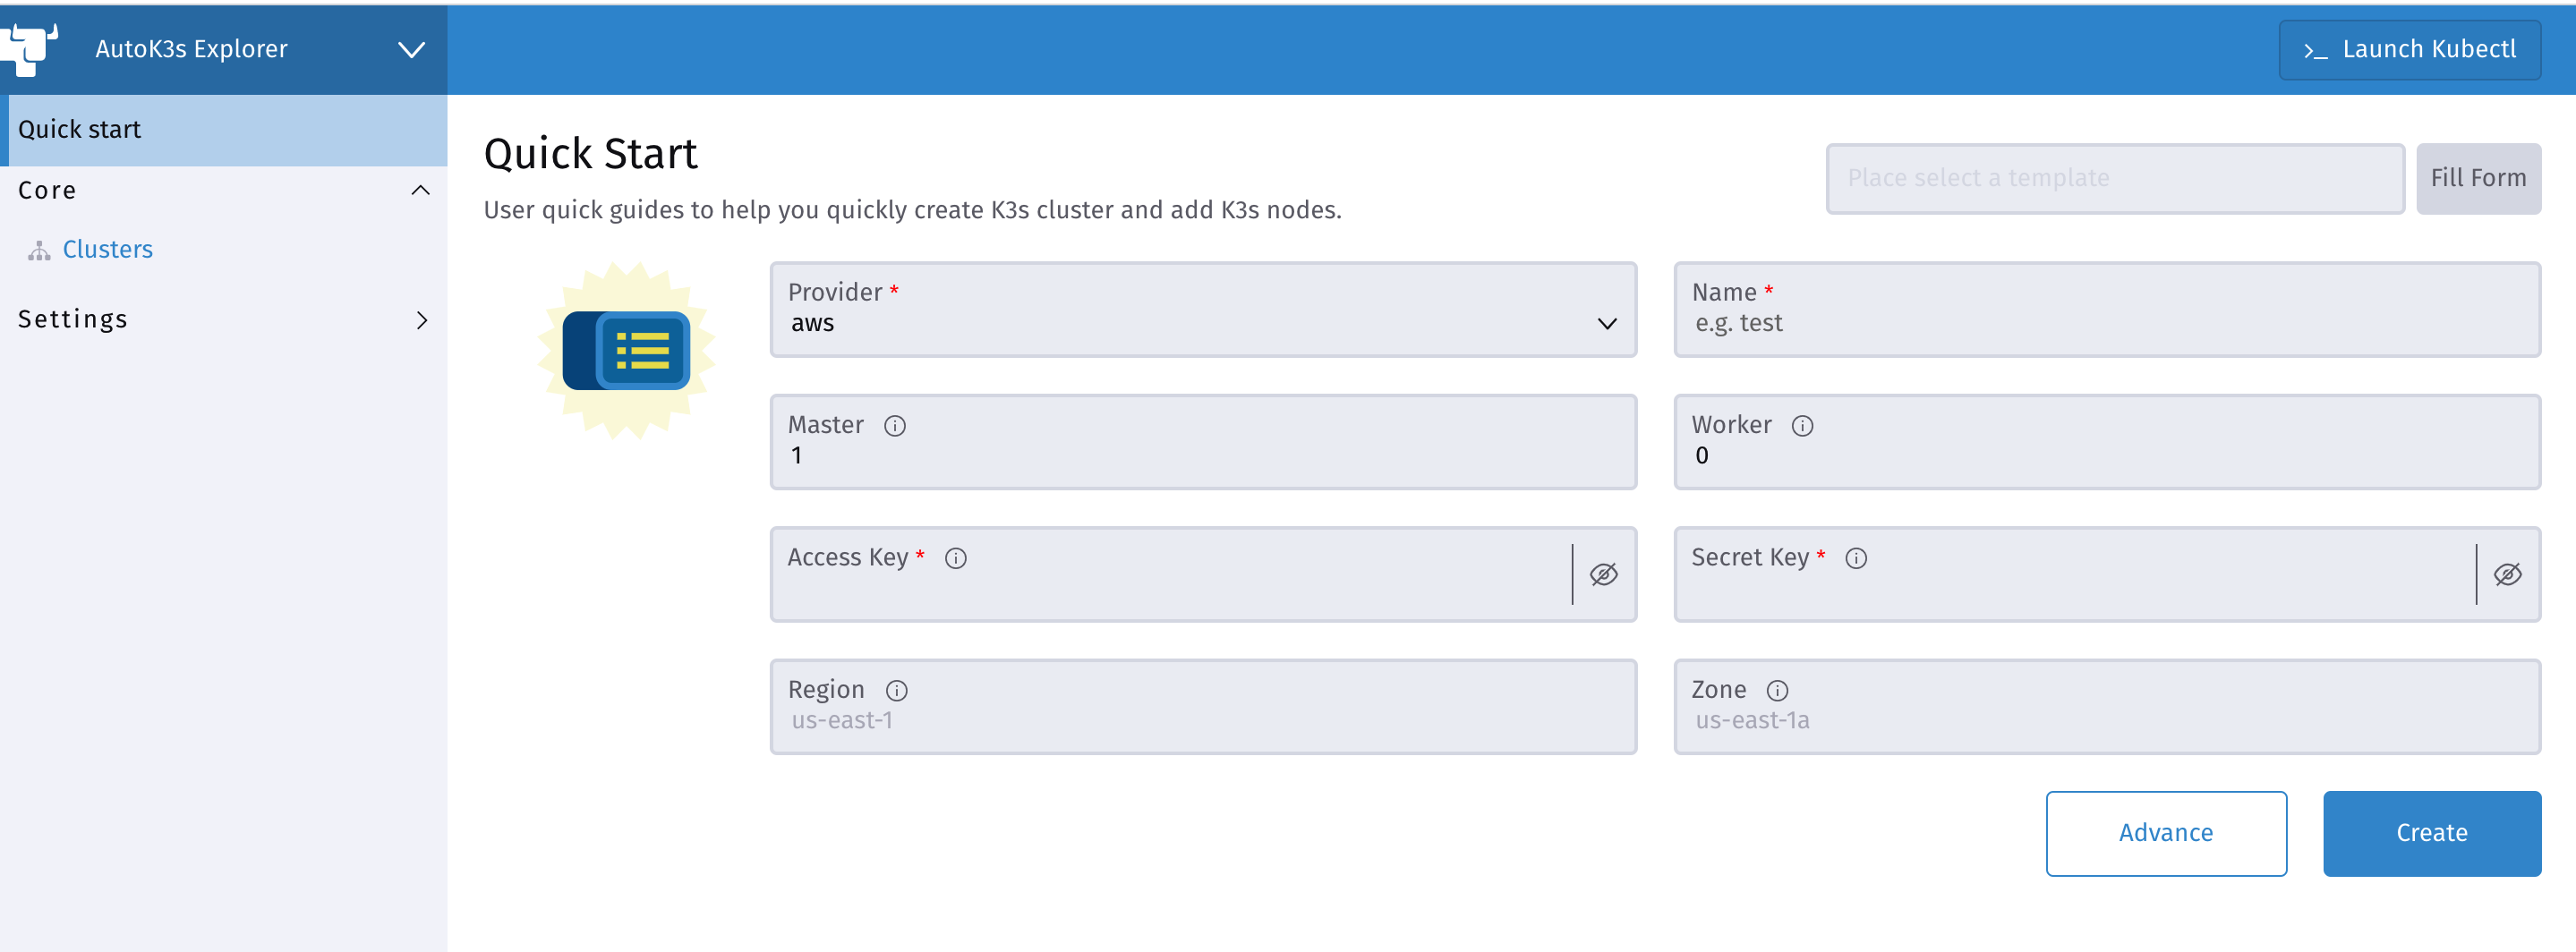 AutoK3s Explorer
>_ Launch Kubectl
Quick start
Core
Clusters
Settings
Quick Start
User quick guides to help you quickly create K3s cluster and add K3s nodes.
Place select a template
Fill Form
Provider *
aws
Name *
e.g. test
Master
1
Worker
0
Access Key *
Secret Key *
Region
us-east-1
Zone
us-east-1a
Advance
Create